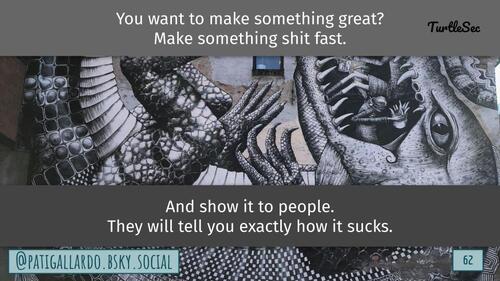 You want to make something great?
Make something shit fast.
TurtleSec
And show it to people.
They will tell you exactly how it sucks.
@PATIGALLARDO.BSKY.SOCIAL
62